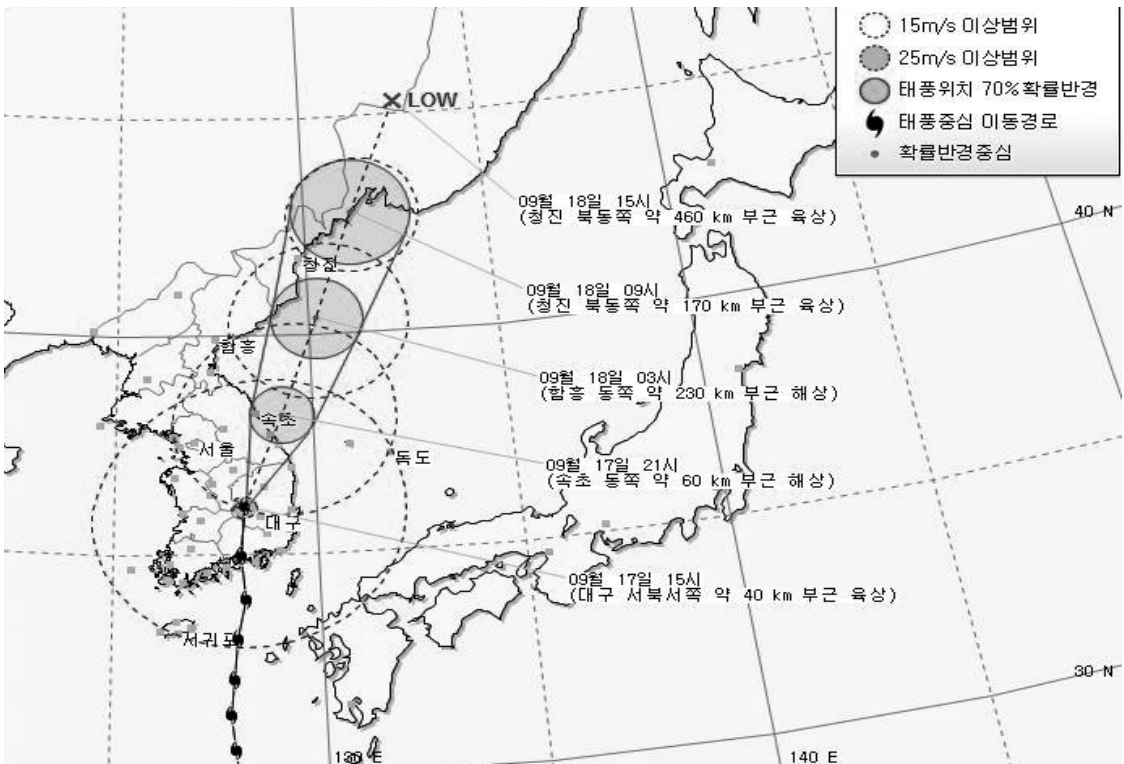 15m/s 이상범위
25m/s 이상범위
태풍위치 70%확률반경
태풍중심 이동경로
확률반경중심
LOW
09월 18일 15시
(청진 북동쪽 약 460 km 부근 육상)
40 N
청진
09월 18일 09시
(청진 북동쪽 약 170 km 부근 육상)
함흥
09월 18일 03시
(함흥 동쪽 약 230 km 부근 해상)
속초
서울
독도
09월 17일 21시
(속초 동쪽 약 60 km 부근 해상)
대구
09월 17일 15시
(대구 서북서쪽 약 40 km 부근 육상)
서귀포
30 N
130 E
140 E